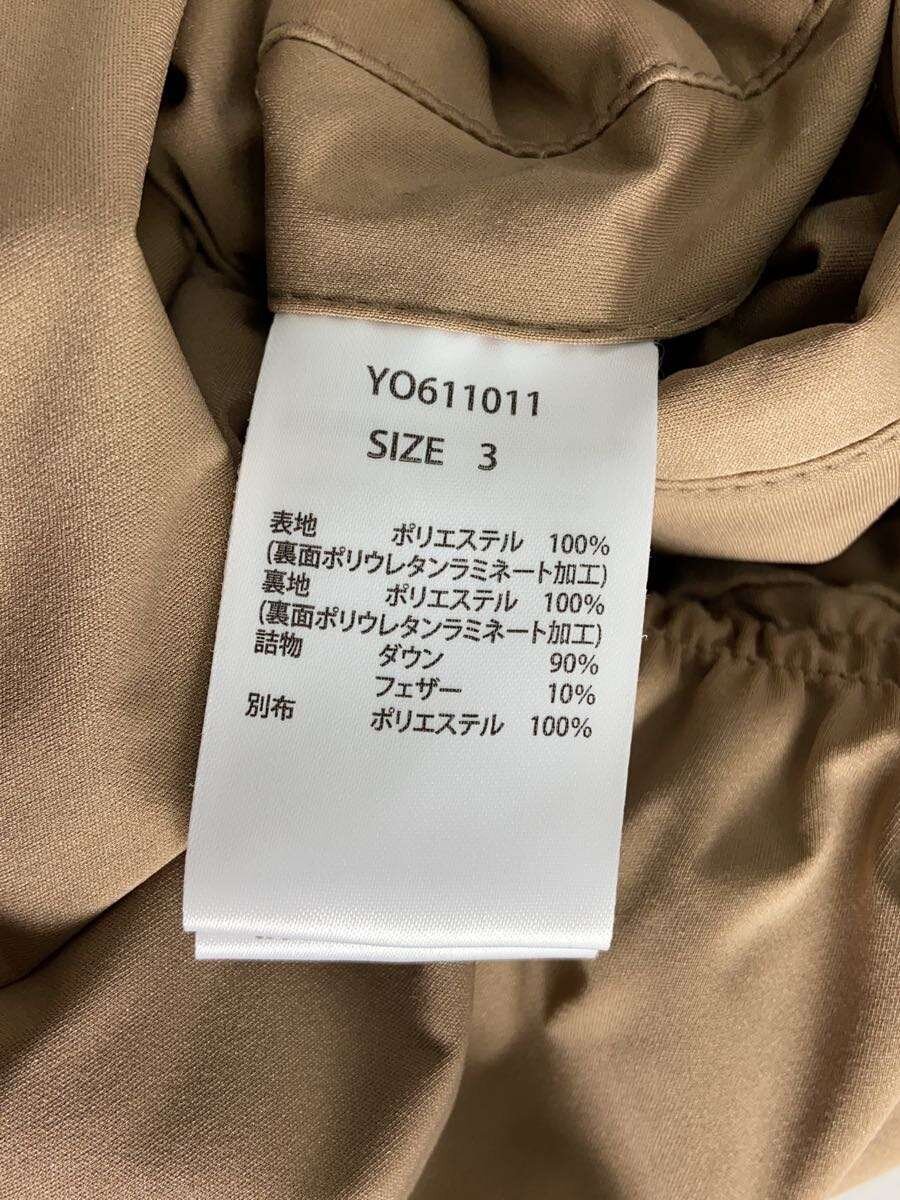 YO611011
SIZE 3
表地 ポリエステル 100%
(裏面ポリウレタンラミネート加工)
裏地 ポリエステル 100%
(裏面ポリウレタンラミネート加工)
詰物 ダウン 90%
フェザー 10%
別布 ポリエステル 100%